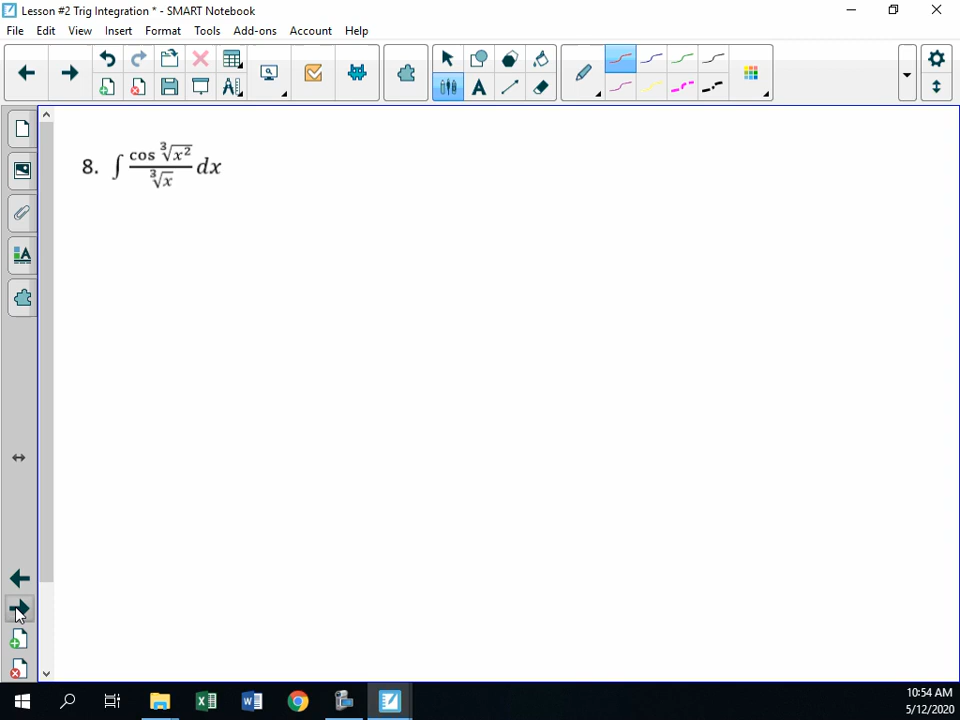 Lesson #2 Trig Integration * - SMART Notebook
File Edit View Insert Format Tools Add-ons Account Help
8. ∫ cos ∛x² / ∛x dx
10:54 AM
5/12/2020